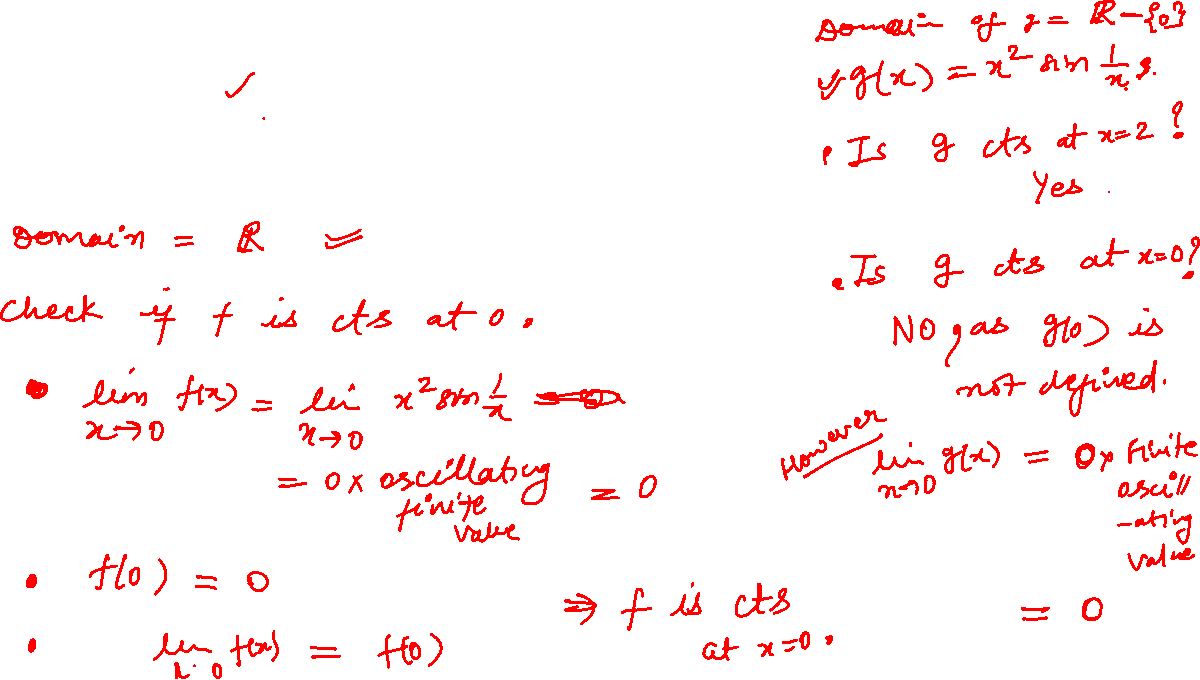 Domain = ℝ
Check if f is cts at 0.
• lim x→0 f(x) = lim x→0 x² sin 1/x
= 0 x oscillating finite value = 0
• f(0) = 0
• lim f(x) = f(0)
⇒ f is cts at x=0.
Domain of g = ℝ-{0}
✓ g(x) = x² sin 1/x
• Is g cts at x=2?
Yes.
• Is g cts at x=0?
NO, as g(0) is
not defined.
However
lim x→0 g(x) = 0x Finite
oscill
-ating
value
= 0